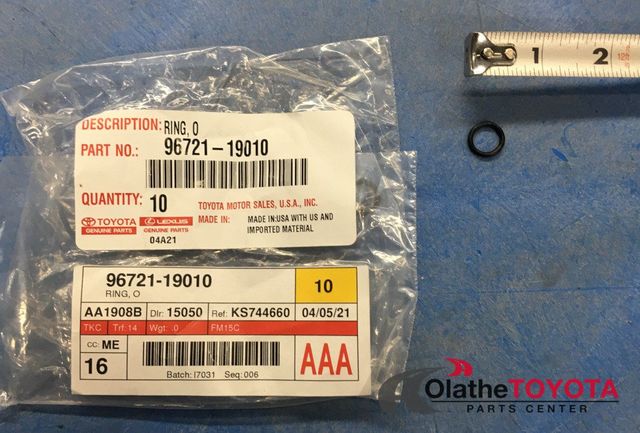 DESCRIPTION: RING, O
PART NO.: 96721-19010
QUANTITY: 10
TOYOTA MOTOR SALES, U.S.A., INC.
TOYOTA
GENUINE PARTS
LEXUS
GENUINE PARTS
MADE IN: MADE IN:USA WITH US AND
IMPORTED MATERIAL
04A21
96721-19010
RING, O
10
AA1908B Dlr: 15050 Ref: KS744660 04/05/21
TKC Trf: 14 Wgt: .0 FM15C
CC: ME
16
AAA
Batch: I7031 Seq: 006
1 2
OlatheTOYOTA
PARTS CENTER